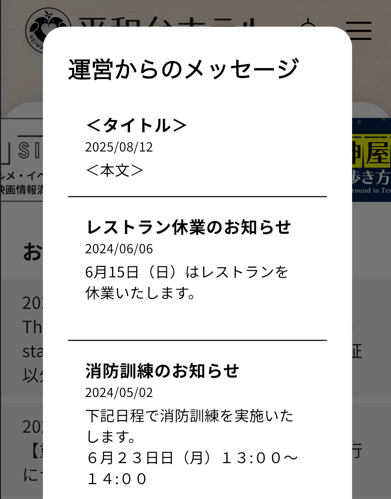 平和台ホテル
運営からのメッセージ
＜タイトル＞
2025/08/12
＜本文＞
レストラン休業のお知らせ
2024/06/06
6月15日（日）はレストランを
休業いたします。
消防訓練のお知らせ
2024/05/02
下記日程で消防訓練を実施いた
します。
６月２３日日（月）１３:００～
１４:００
SI
ルメ・イベ
映画情報満
神屋
歩き方
round in Ten
お
202
Th
sta
証
以外
202
【重
行
につ